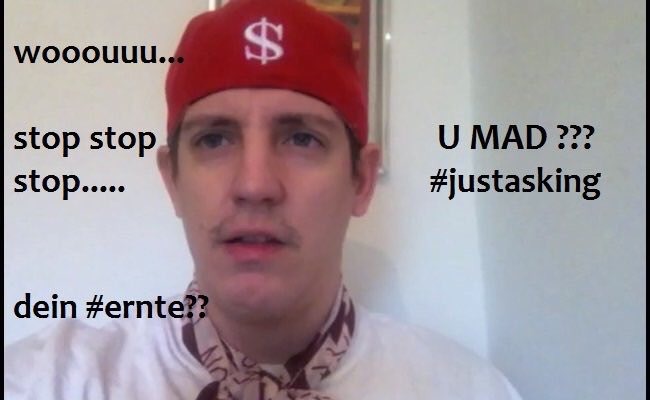 $
wooouuu...
stop stop
stop.....
U MAD ???
#justasking
dein #ernte??